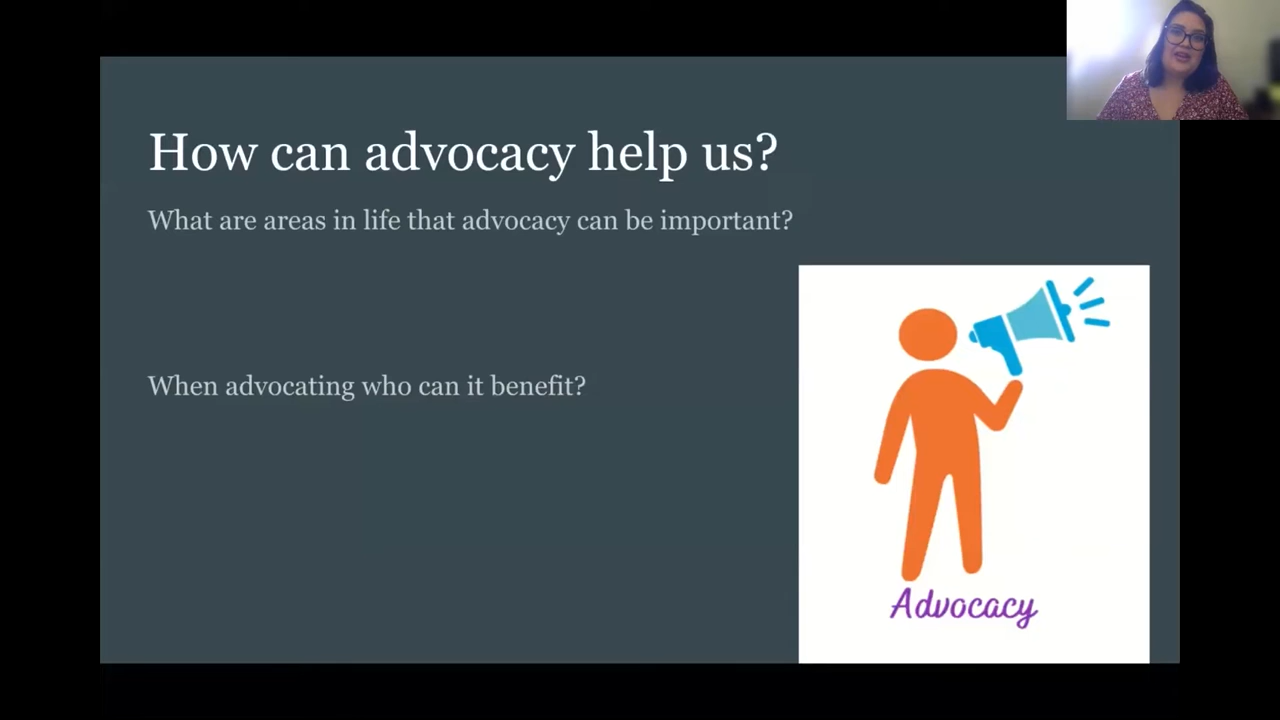 How can advocacy help us?
What are areas in life that advocacy can be important?
When advocating who can it benefit?
Advocacy